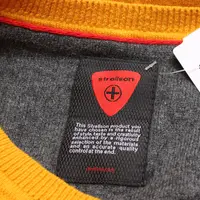 strellson
This Strellson product you
have chosen is the result
of creativity and taste
enhanced by a rigorous
selection of the materials
and an accurate quality
control at the end.